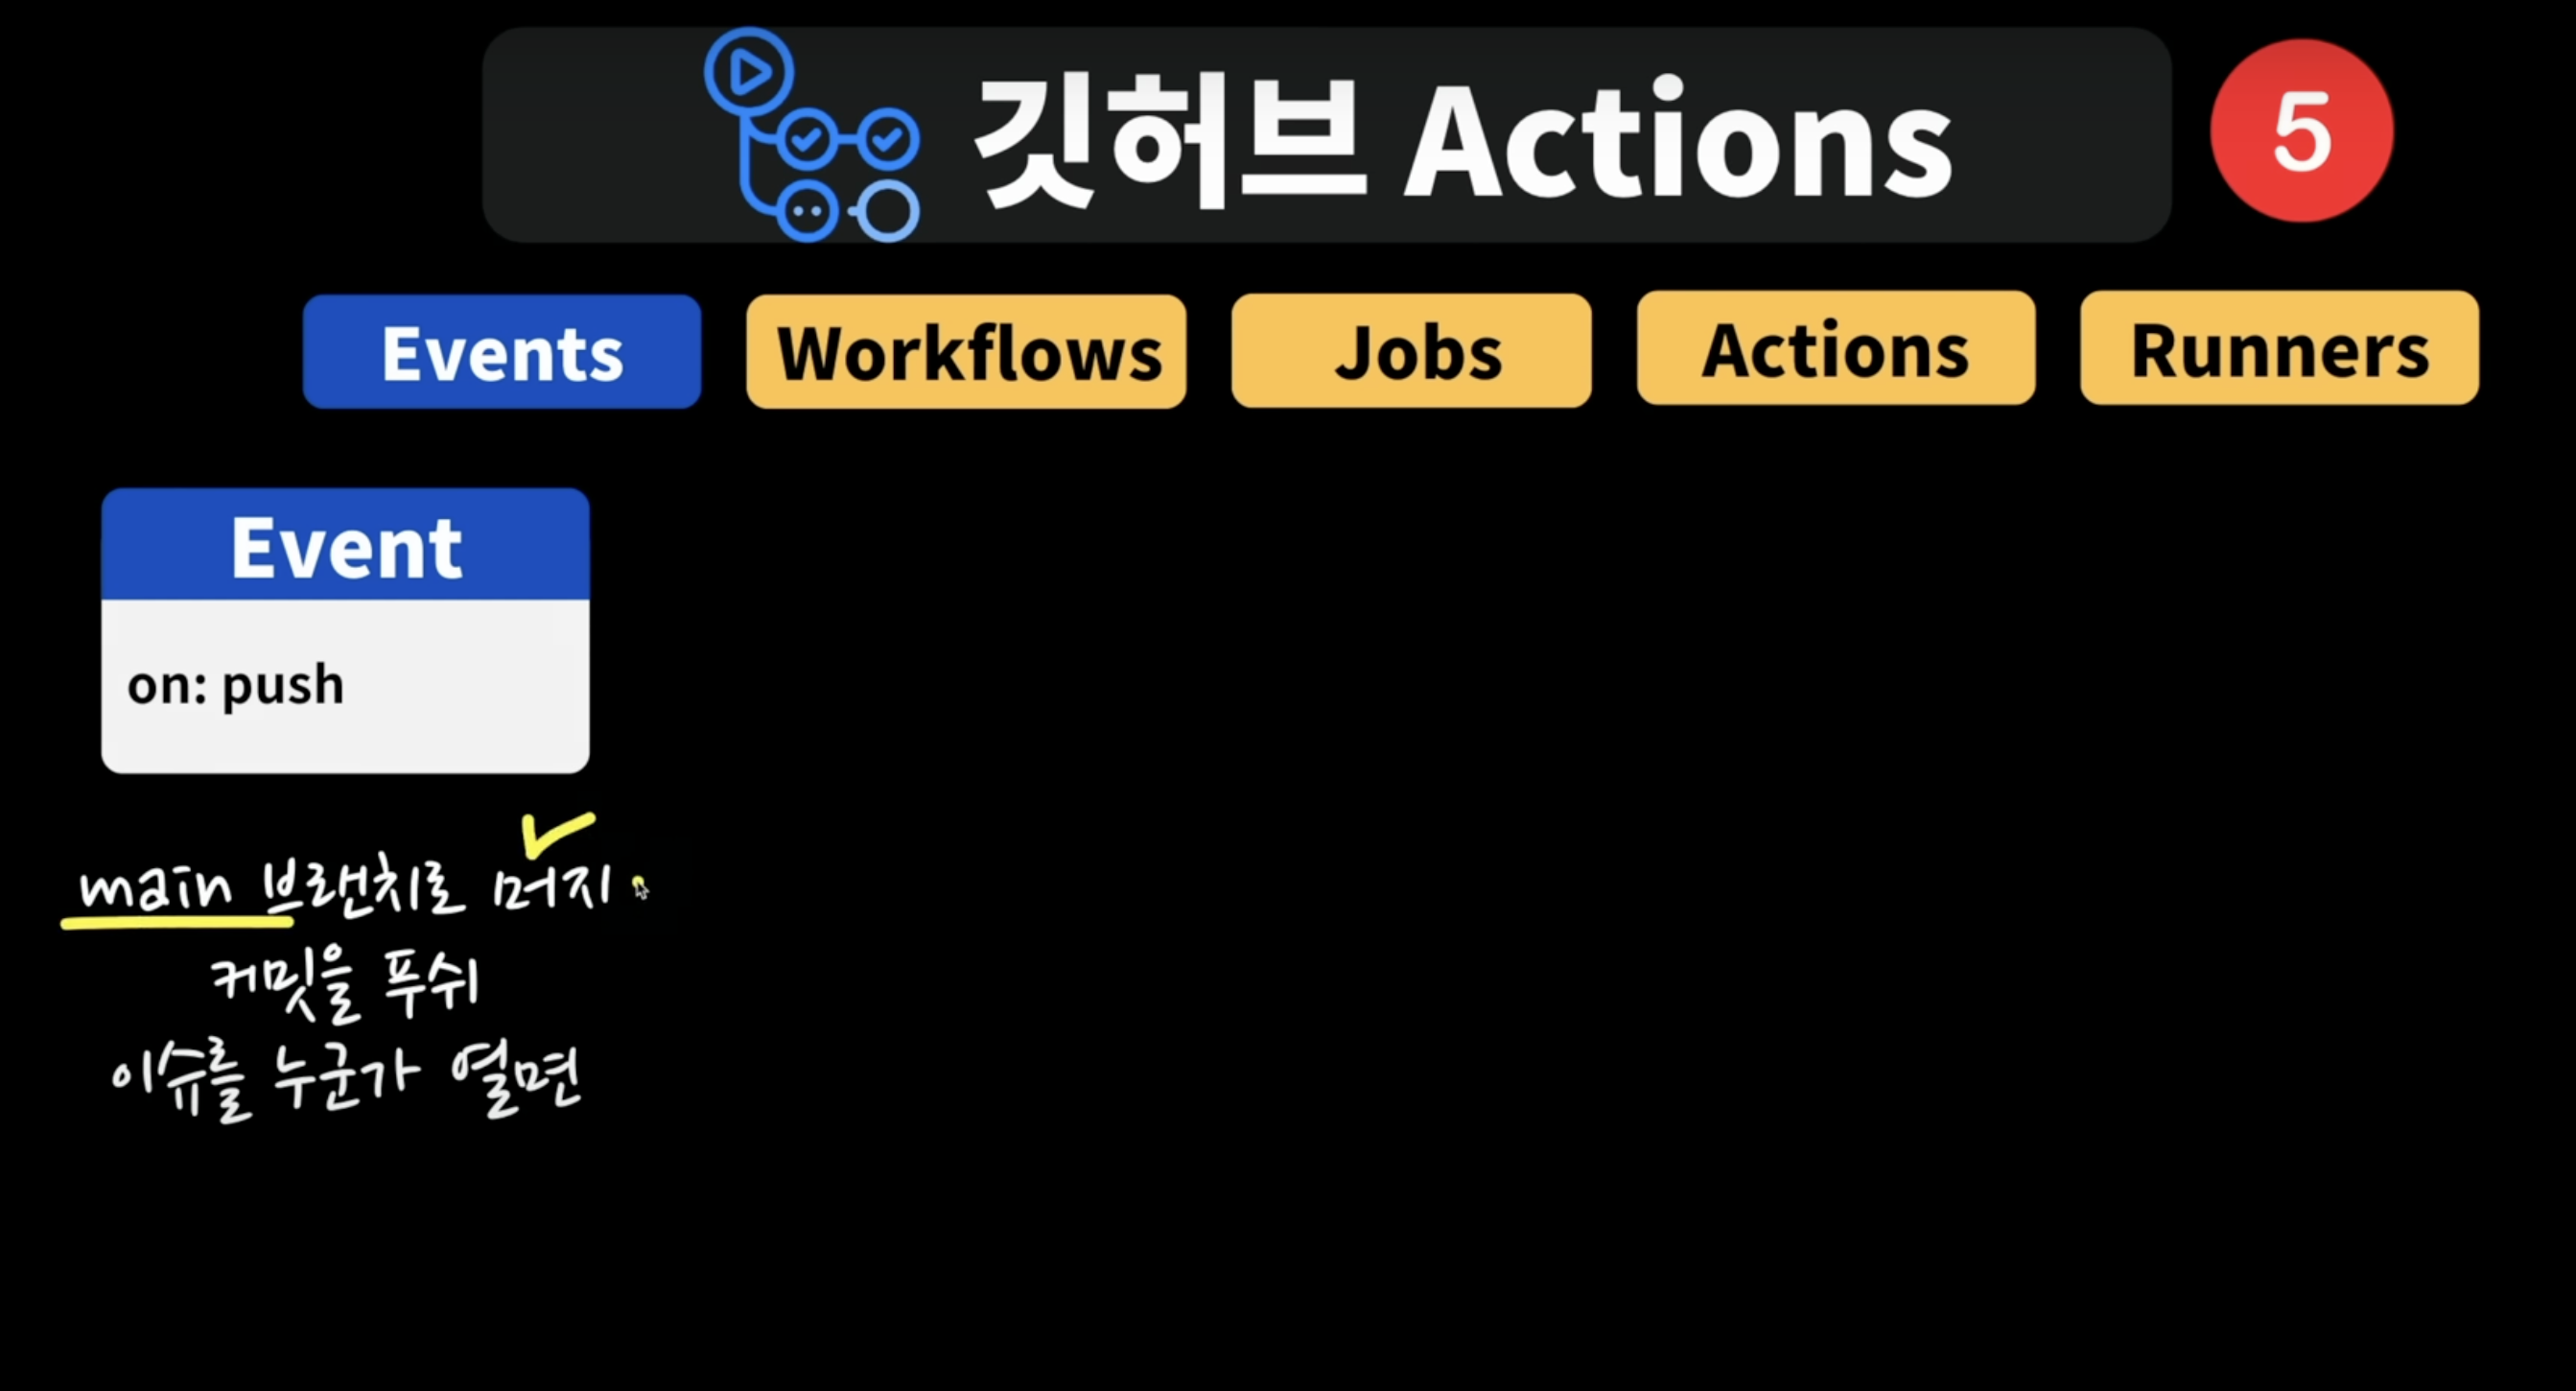 깃허브 Actions
5
Events Workflows Jobs Actions Runners
Event
on: push
main 브랜치로 머지
커밋을 푸쉬
이슈를 누군가 열면